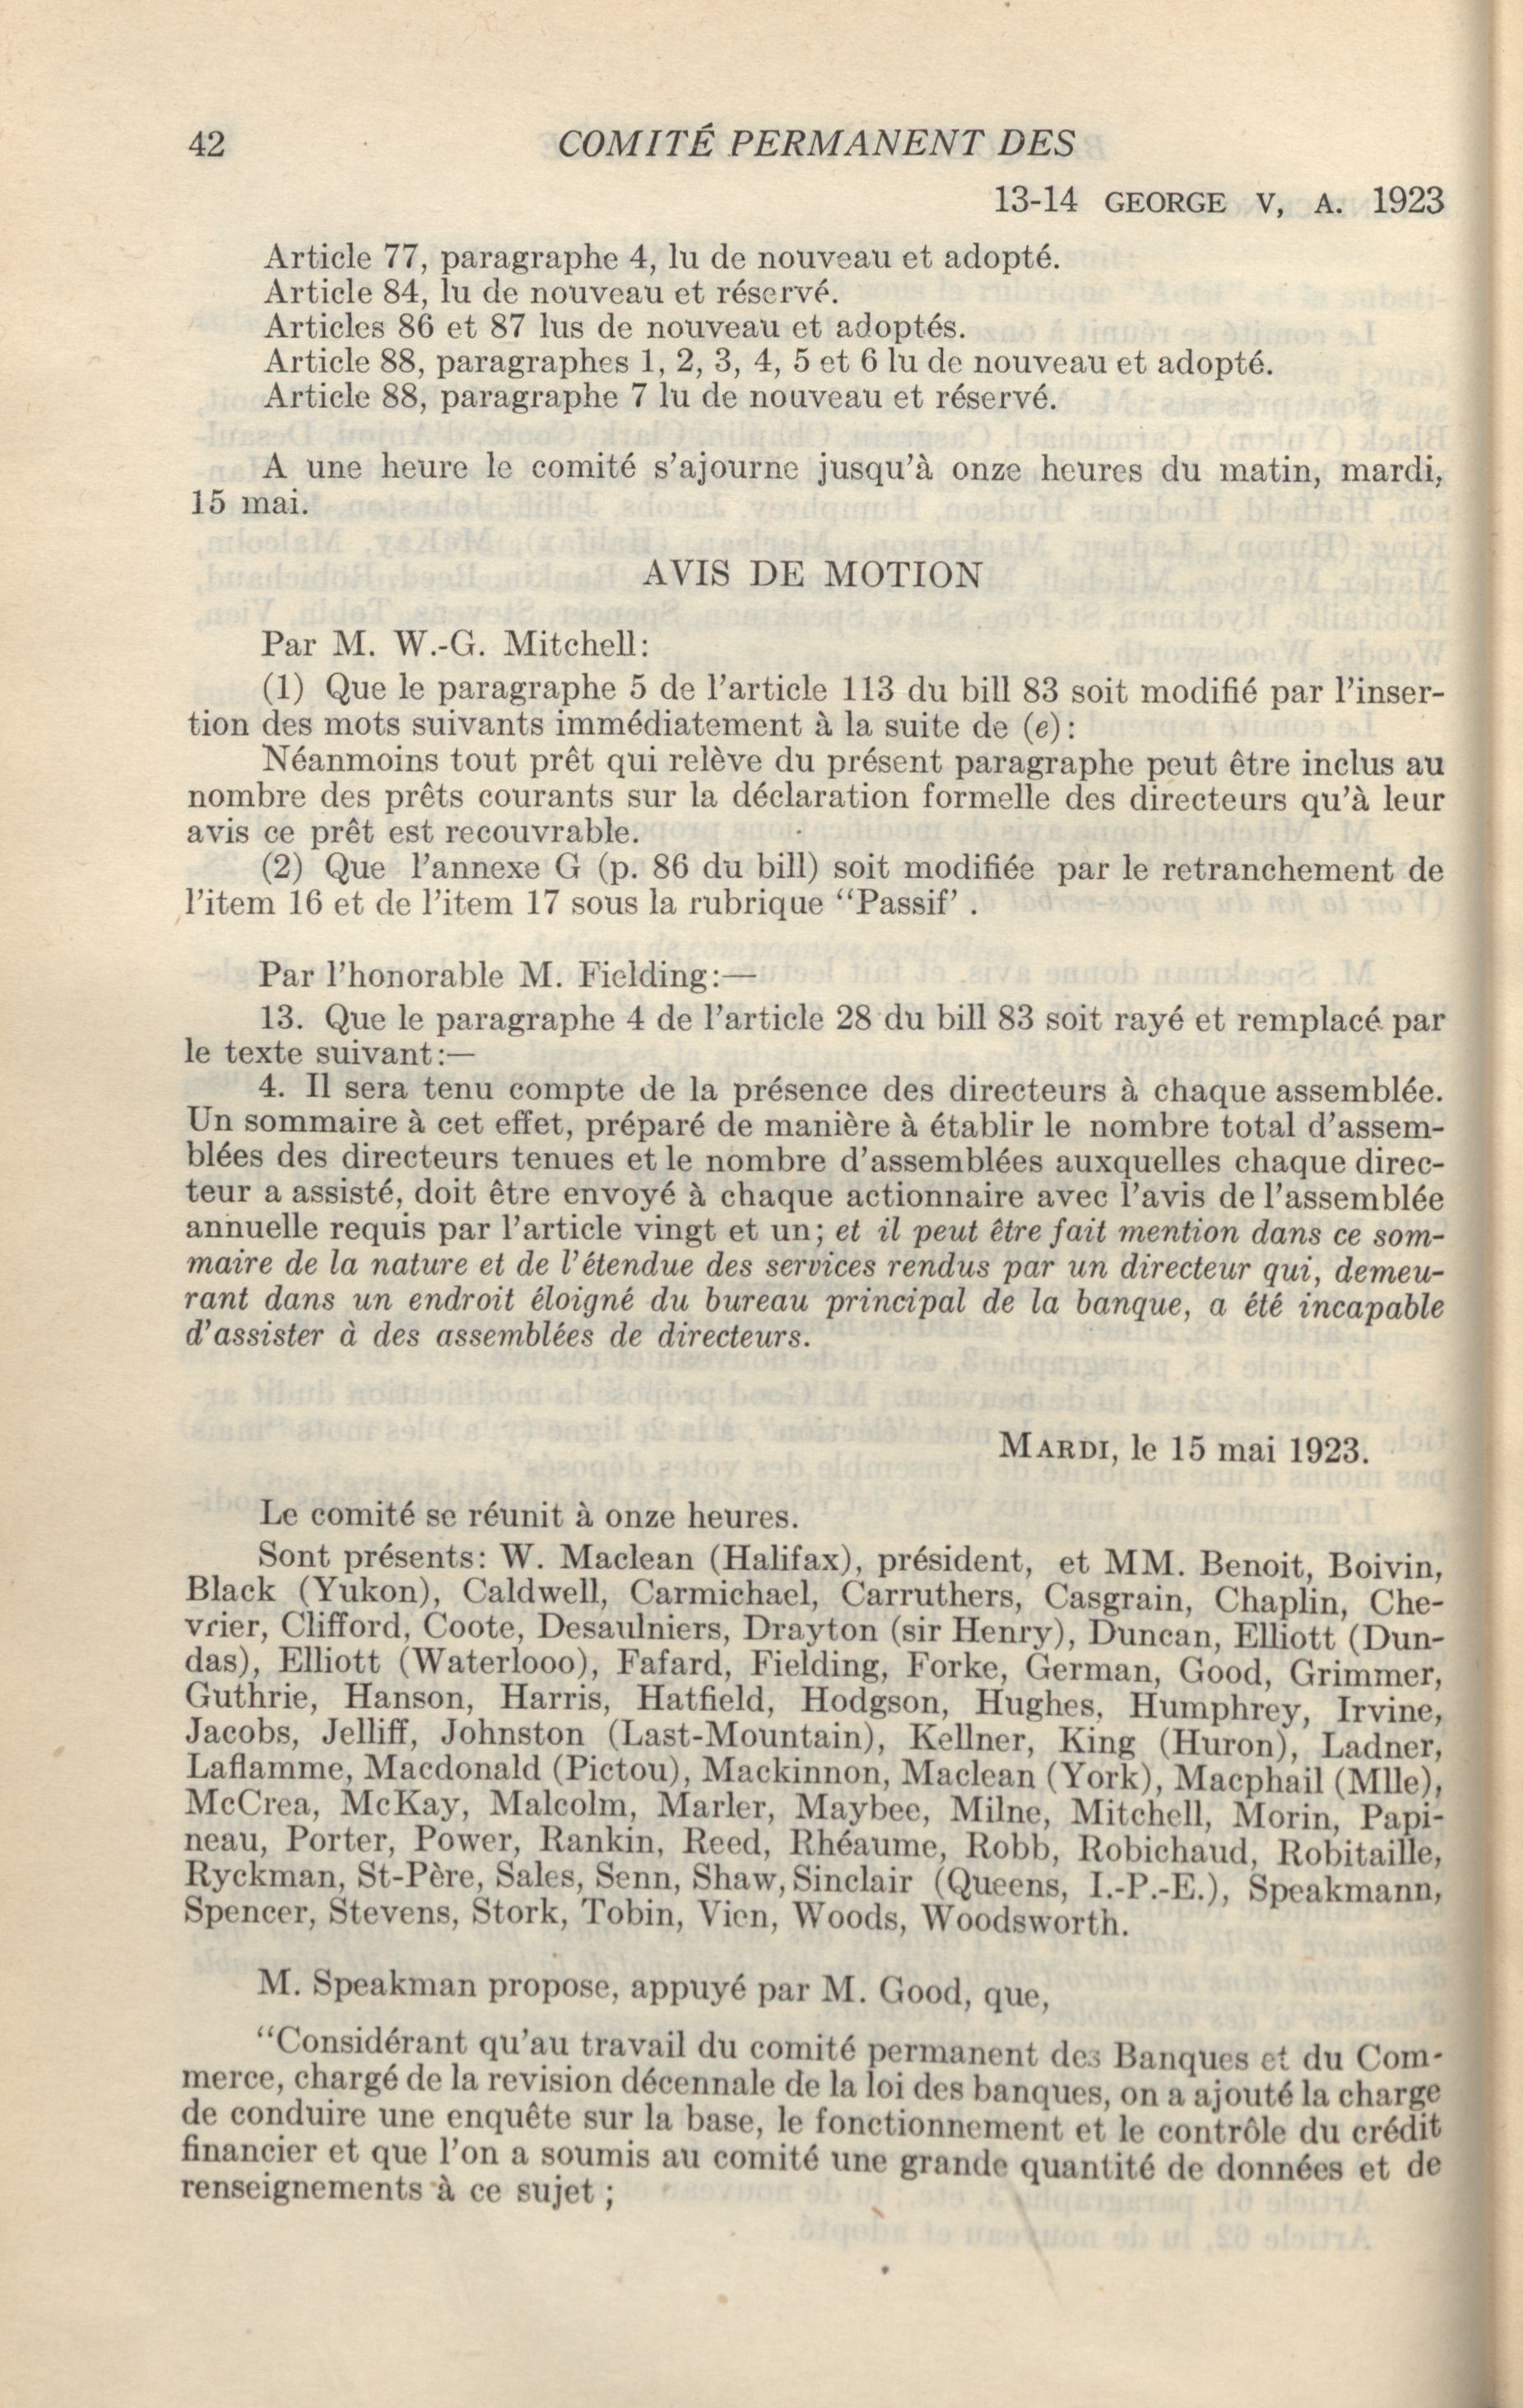 42 COMITÉ PERMANENT DES
13-14 GEORGE V, A. 1923
Article 77, paragraphe 4, lu de nouveau et adopté.
Article 84, lu de nouveau et réservé.
Articles 86 et 87 lus de nouveau et adoptés.
Article 88, paragraphes 1, 2, 3, 4, 5 et 6 lu de nouveau et adopté.
Article 88, paragraphe 7 lu de nouveau et réservé.
A une heure le comité s'ajourne jusqu'à onze heures du matin, mardi,
15 mai.
AVIS DE MOTION
Par M. W.-G. Mitchell:
(1) Que le paragraphe 5 de l'article 113 du bill 83 soit modifié par l'inser-
tion des mots suivants immédiatement à la suite de (e):
Néanmoins tout prêt qui relève du présent paragraphe peut être inclus au
nombre des prêts courants sur la déclaration formelle des directeurs qu'à leur
avis ce prêt est recouvrable.
(2) Que l'annexe G (p. 86 du bill) soit modifiée par le retranchement de
l'item 16 et de l'item 17 sous la rubrique "Passif' .
Par l'honorable M. Fielding:—
13. Que le paragraphe 4 de l'article 28 du bill 83 soit rayé et remplacé par
le texte suivant:—
4. Il sera tenu compte de la présence des directeurs à chaque assemblée.
Un sommaire à cet effet, préparé de manière à établir le nombre total d'assem-
blées des directeurs tenues et le nombre d'assemblées auxquelles chaque direc-
teur a assisté, doit être envoyé à chaque actionnaire avec l'avis de l'assemblée
annuelle requis par l'article vingt et un; et il peut être fait mention dans ce som-
maire de la nature et de l'étendue des services rendus par un directeur qui, demeu-
rant dans un endroit éloigné du bureau principal de la banque, a été incapable
d'assister à des assemblées de directeurs.
MARDI, le 15 mai 1923.
Le comité se réunit à onze heures.
Sont présents: W. Maclean (Halifax), président, et MM. Benoit, Boivin,
Black (Yukon), Caldwell, Carmichael, Carruthers, Casgrain, Chaplin, Che-
vrier, Clifford, Coote, Desaulniers, Drayton (sir Henry), Duncan, Elliott (Dun-
das), Elliott (Waterlooo), Fafard, Fielding, Forke, German, Good, Grimmer,
Guthrie, Hanson, Harris, Hatfield, Hodgson, Hughes, Humphrey, Irvine,
Jacobs, Jelliff, Johnston (Last-Mountain), Kellner, King (Huron), Ladner,
Laflamme, Macdonald (Pictou), Mackinnon, Maclean (York), Macphail (Mlle),
McCrea, McKay, Malcolm, Marler, Maybee, Milne, Mitchell, Morin, Papi-
neau, Porter, Power, Rankin, Reed, Rhéaume, Robb, Robichaud, Robitaille,
Ryckman, St-Père, Sales, Senn, Shaw, Sinclair (Queens, I.-P.-E.), Speakmann,
Spencer, Stevens, Stork, Tobin, Vien, Woods, Woodsworth.
M. Speakman propose, appuyé par M. Good, que,
"Considérant qu'au travail du comité permanent des Banques et du Com-
merce, chargé de la revision décennale de la loi des banques, on a ajouté la charge
de conduire une enquête sur la base, le fonctionnement et le contrôle du crédit
financier et que l'on a soumis au comité une grande quantité de données et de
renseignements à ce sujet ;